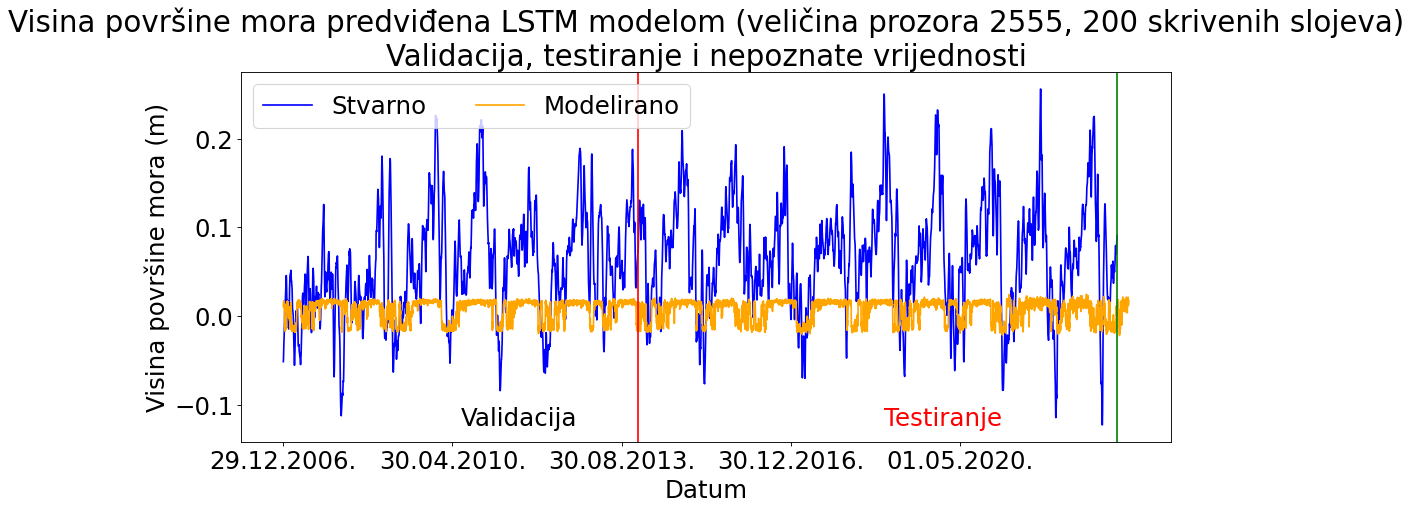 Visina površine mora predviđena LSTM modelom (veličina prozora 2555, 200 skrivenih slojeva)
Validacija, testiranje i nepoznate vrijednosti
Stvarno
Modelirano
Visina površine mora (m)
0.2
0.1
0.0
−0.1
Validacija
Testiranje
29.12.2006.
30.04.2010.
30.08.2013.
30.12.2016.
01.05.2020.
Datum